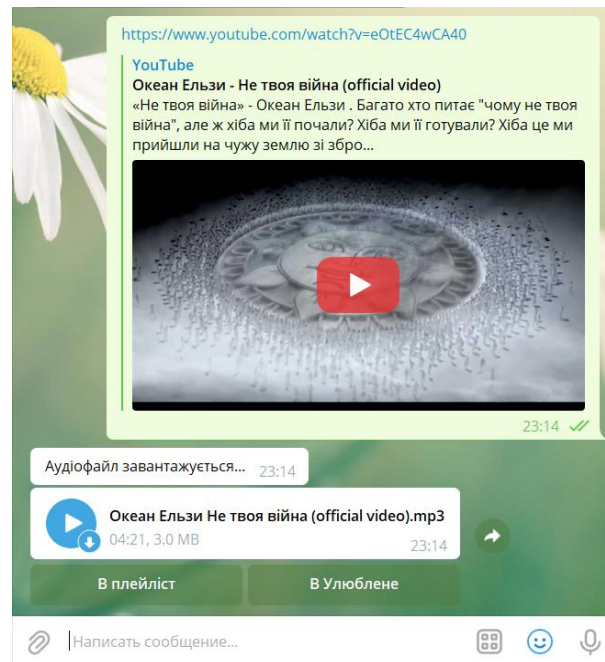 https://www.youtube.com/watch?v=eOtEC4wCA40
YouTube
Океан Ельзи - Не твоя війна (official video)
«Не твоя війна» - Океан Ельзи . Багато хто питає "чому не твоя
війна", але ж хіба ми її почали? Хіба ми її готували? Хіба це ми
прийшли на чужу землю зі збро...
23:14
Аудіофайл завантажується... 23:14
Океан Ельзи Не твоя війна (official video).mp3
04:21, 3.0 MB 23:14
В плейліст В Улюблене
Написать сообщение...